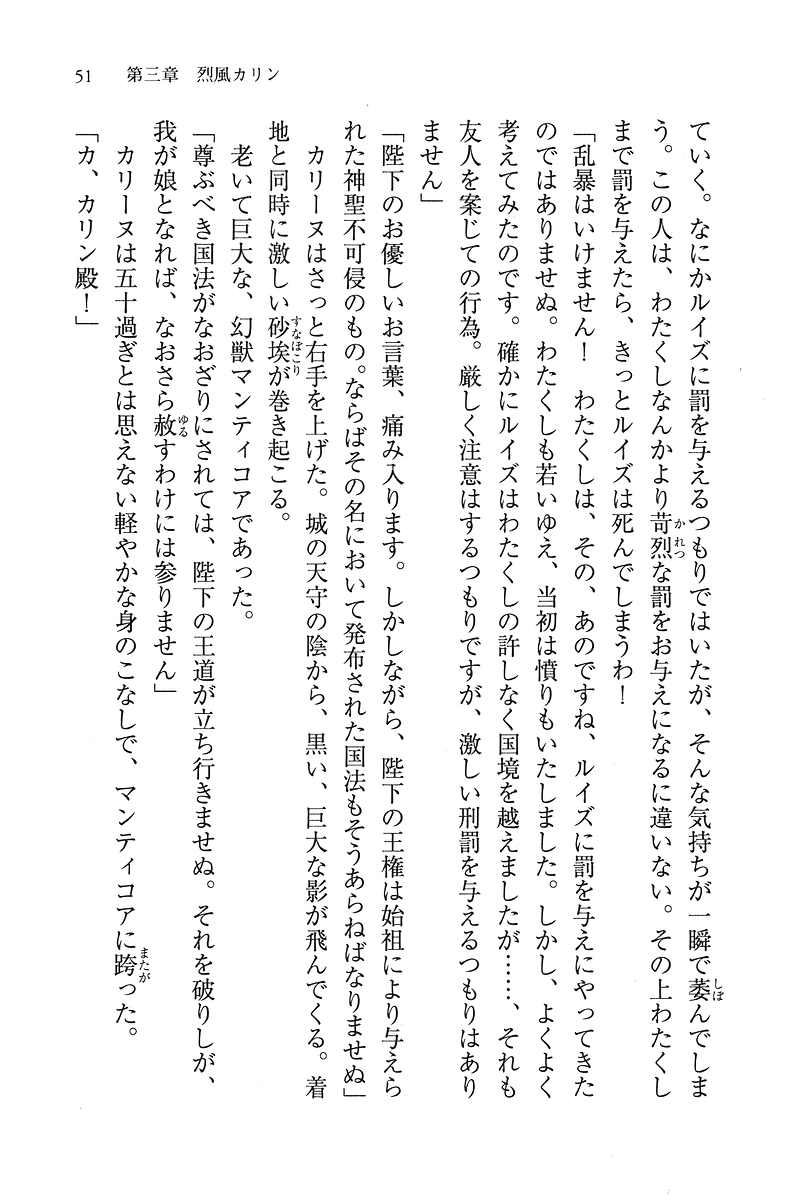 51 第三章 烈風カリン
ていく。なにかルイズに罰を与えるつもりではいたが、そんな気持ちが一瞬で萎んでしま
う。この人は、わたくしなんかより苛烈な罰をお与えになるに違いない。その上わたくし
まで罰を与えたら、きっとルイズは死んでしまうわ！
「乱暴はいけません！　わたくしは、その、あのですね、ルイズに罰を与えにやってきた
のではありませぬ。わたくしも若いゆえ、当初は憤りもいたしました。しかし、よくよく
考えてみたのです。確かにルイズはわたくしの許しなく国境を越えましたが……、それも
友人を案じての行為。厳しく注意はするつもりですが、激しい刑罰を与えるつもりはあり
ません」
「陛下のお優しいお言葉、痛み入ります。しかしながら、陛下の王権は始祖により与えら
れた神聖不可侵のもの。ならばその名において発布された国法もそうあらねばなりませぬ」
カリーヌはさっと右手を上げた。城の天守の陰から、黒い、巨大な影が飛んでくる。着
地と同時に激しい砂埃が巻き起こる。
老いて巨大な、幻獣マンティコアであった。
「尊ぶべき国法がなおざりにされては、陛下の王道が立ち行きませぬ。それを破りしが、
我が娘となれば、なおさら赦すわけには参りません」
カリーヌは五十過ぎとは思えない軽やかな身のこなしで、マンティコアに跨った。
「カ、カリン殿！」